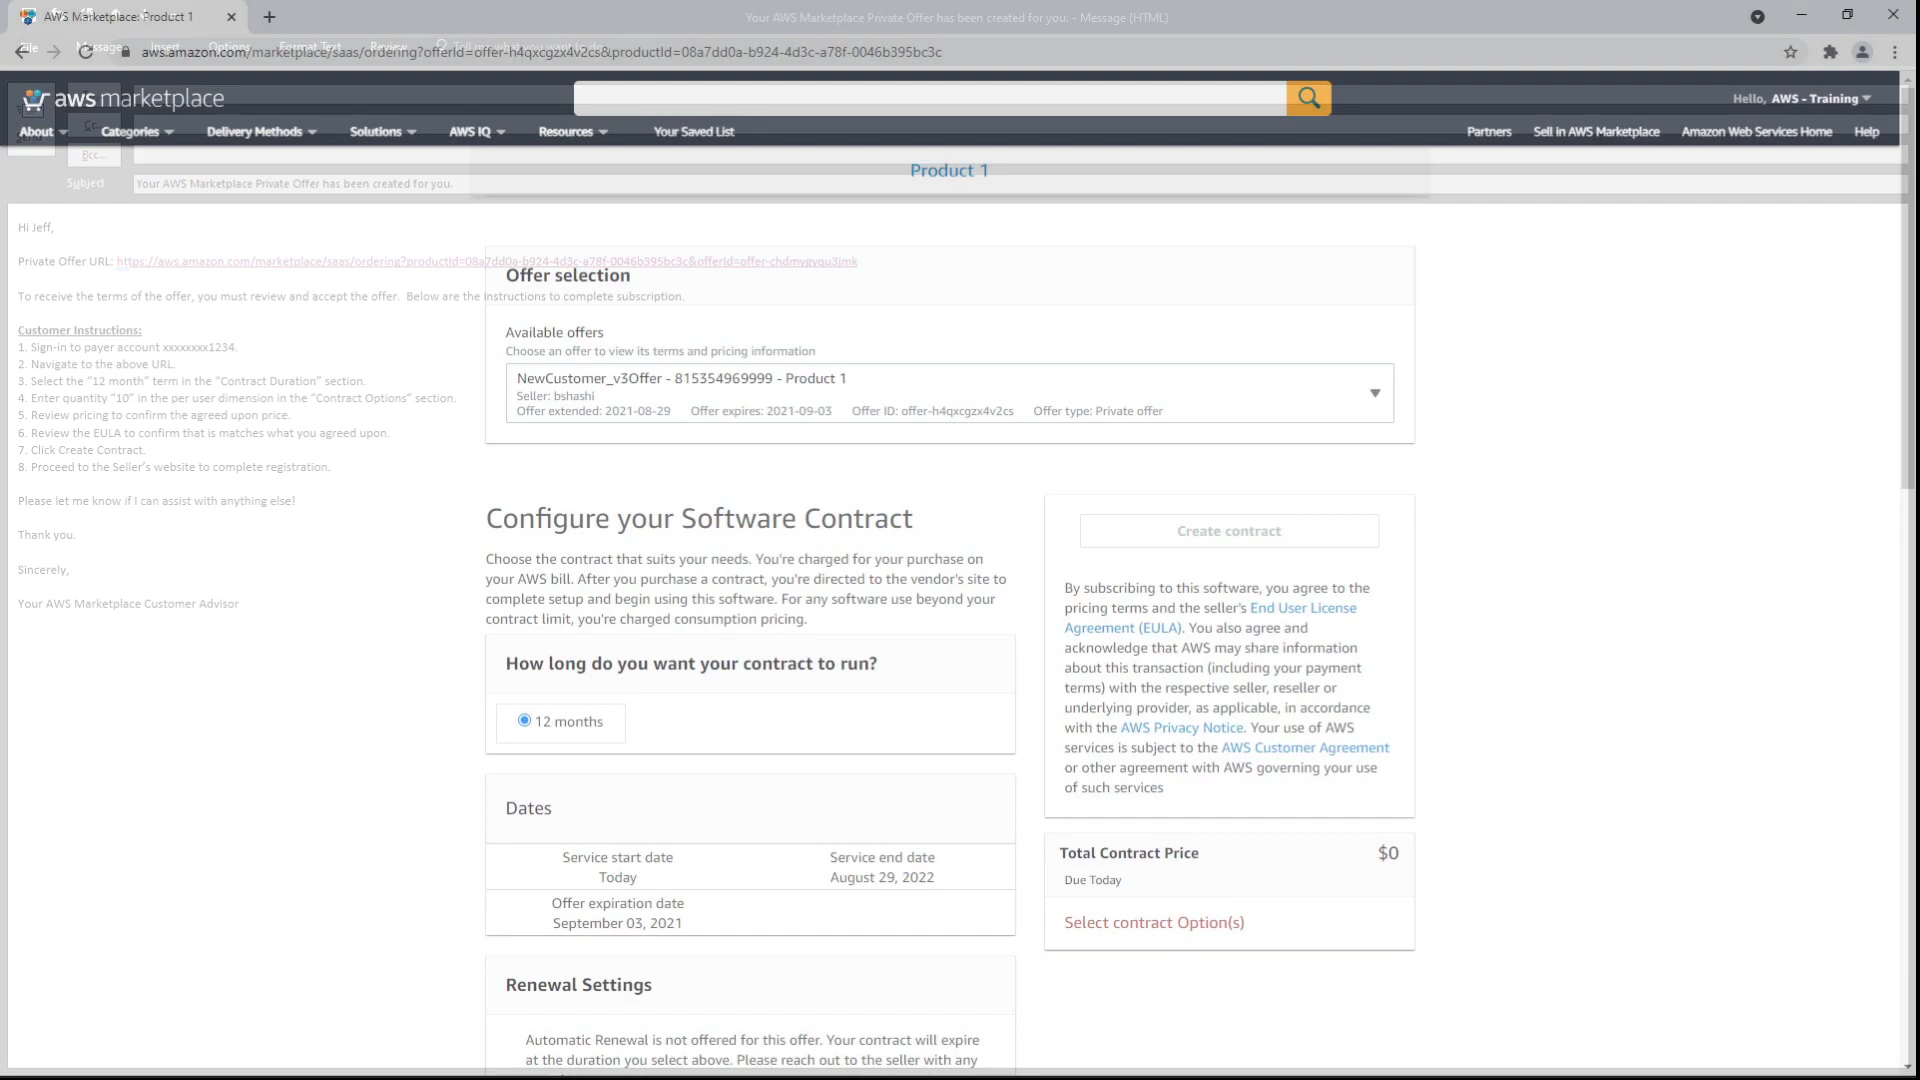 AWS Marketplace: Product 1
Your AWS Marketplace Private Offer has been created for you. - Message (HTML)
File Message Insert Options Format Text Review Tell me what you want to do
aws.amazon.com/marketplace/saas/ordering?offerId=offer-h4qxcgzx4v2cs&productId=08a7dd0a-b924-4d3c-a78f-0046b395bc3c
aws marketplace
Hello, AWS - Training
About Categories Delivery Methods Solutions AWS IQ Resources Your Saved List Partners Sell in AWS Marketplace Amazon Web Services Home Help
Cc...
Bcc...
Product 1
Subject Your AWS Marketplace Private Offer has been created for you.
Hi Jeff,
Private Offer URL: https://aws.amazon.com/marketplace/saas/ordering?productId=08a7dd0a-b924-4d3c-a78f-0046b395bc3c&offerId=offer-chdmygyqu3jmk
To receive the terms of the offer, you must review and accept the offer. Below are the instructions to complete subscription.
Customer Instructions:
1. Sign-in to payer account xxxxxxxx1234.
2. Navigate to the above URL.
3. Select the “12 month” term in the “Contract Duration” section.
4. Enter quantity “10” in the per user dimension in the “Contract Options” section.
5. Review pricing to confirm the agreed upon price.
6. Review the EULA to confirm that is matches what you agreed upon.
7. Click Create Contract.
8. Proceed to the Seller’s website to complete registration.
Please let me know if I can assist with anything else!
Thank you.
Sincerely,
Your AWS Marketplace Customer Advisor
Offer selection
Available offers
Choose an offer to view its terms and pricing information
NewCustomer_v3Offer - 815354969999 - Product 1
Seller: bshashi
Offer extended: 2021-08-29 Offer expires: 2021-09-03 Offer ID: offer-h4qxcgzx4v2cs Offer type: Private offer
Configure your Software Contract
Choose the contract that suits your needs. You're charged for your purchase on
your AWS bill. After you purchase a contract, you're directed to the vendor's site to
complete setup and begin using this software. For any software use beyond your
contract limit, you're charged consumption pricing.
How long do you want your contract to run?
12 months
Dates
Service start date Service end date
Today August 29, 2022
Offer expiration date
September 03, 2021
Renewal Settings
Automatic Renewal is not offered for this offer. Your contract will expire
at the duration you select above. Please reach out to the seller with any
Create contract
By subscribing to this software, you agree to the
pricing terms and the seller's End User License
Agreement (EULA). You also agree and
acknowledge that AWS may share information
about this transaction (including your payment
terms) with the respective seller, reseller or
underlying provider, as applicable, in accordance
with the AWS Privacy Notice. Your use of AWS
services is subject to the AWS Customer Agreement
or other agreement with AWS governing your use
of such services
Total Contract Price $0
Due Today
Select contract Option(s)